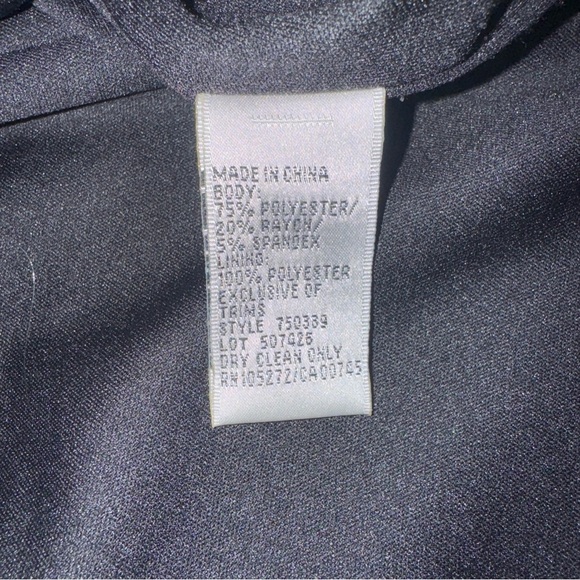 MADE IN CHINA
BODY:
75% POLYESTER/
20% RAYON/
5% SPANDEX
LINING:
100% POLYESTER
EXCLUSIVE OF
TRIMS
STYLE 750339
LOT 507426
DRY CLEAN ONLY
RN105272/CA00745